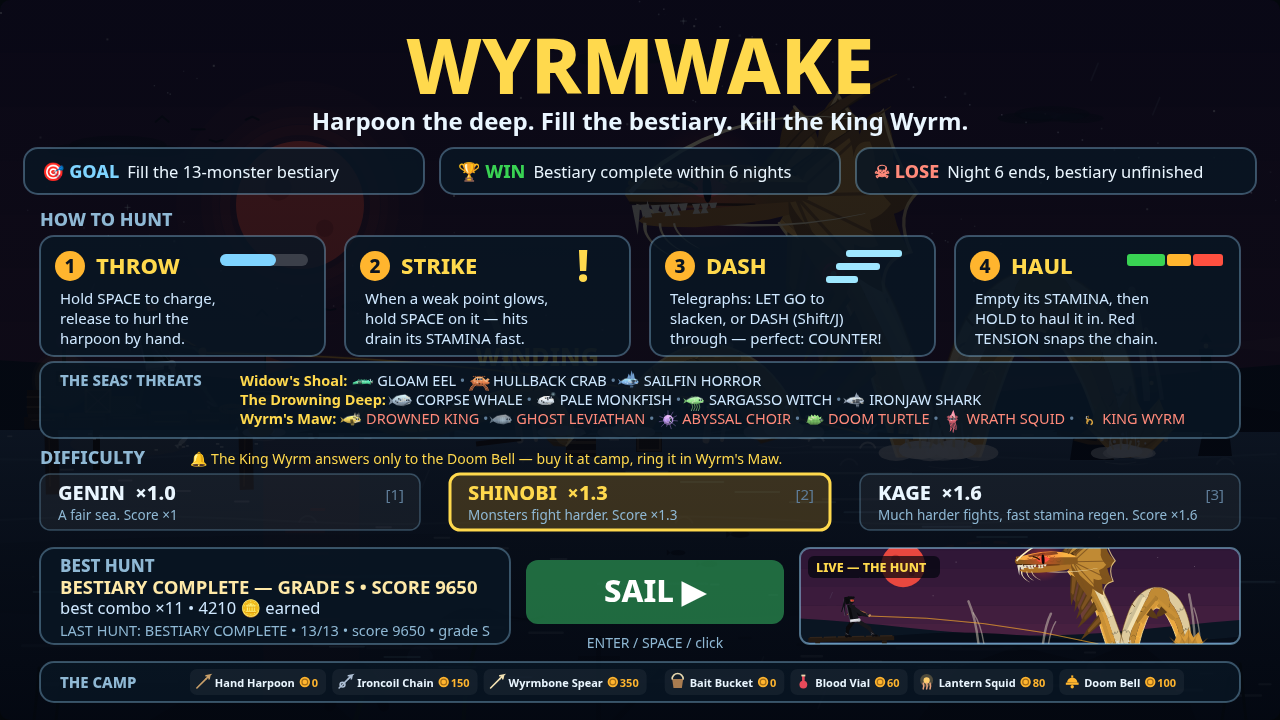 WYRMWAKE
Harpoon the deep. Fill the bestiary. Kill the King Wyrm.
GOAL Fill the 13-monster bestiary
WIN Bestiary complete within 6 nights
LOSE Night 6 ends, bestiary unfinished
HOW TO HUNT
1 THROW
Hold SPACE to charge,
release to hurl the
harpoon by hand.
2 STRIKE !
When a weak point glows,
hold SPACE on it — hits
drain its STAMINA fast.
3 DASH
Telegraphs: LET GO to
slacken, or DASH (Shift/J)
through — perfect: COUNTER!
4 HAUL
Empty its STAMINA, then
HOLD to haul it in. Red
TENSION snaps the chain.
WINDING
THE SEAS' THREATS
Widow's Shoal: GLOAM EEL • HULLBACK CRAB • SAILFIN HORROR
The Drowning Deep: CORPSE WHALE • PALE MONKFISH • SARGASSO WITCH • IRONJAW SHARK
Wyrm's Maw: DROWNED KING • GHOST LEVIATHAN • ABYSSAL CHOIR • DOOM TURTLE • WRATH SQUID • KING WYRM
DIFFICULTY
🔔 The King Wyrm answers only to the Doom Bell — buy it at camp, ring it in Wyrm's Maw.
GENIN ×1.0 [1]
A fair sea. Score ×1
SHINOBI ×1.3 [2]
Monsters fight harder. Score ×1.3
KAGE ×1.6 [3]
Much harder fights, fast stamina regen. Score ×1.6
BEST HUNT
BESTIARY COMPLETE — GRADE S • SCORE 9650
best combo ×11 • 4210 🪙 earned
LAST HUNT: BESTIARY COMPLETE • 13/13 • score 9650 • grade S
SAIL ▶
ENTER / SPACE / click
LIVE — THE HUNT
THE CAMP
Hand Harpoon 0
Ironcoil Chain 150
Wyrmbone Spear 350
Bait Bucket 0
Blood Vial 60
Lantern Squid 80
Doom Bell 100